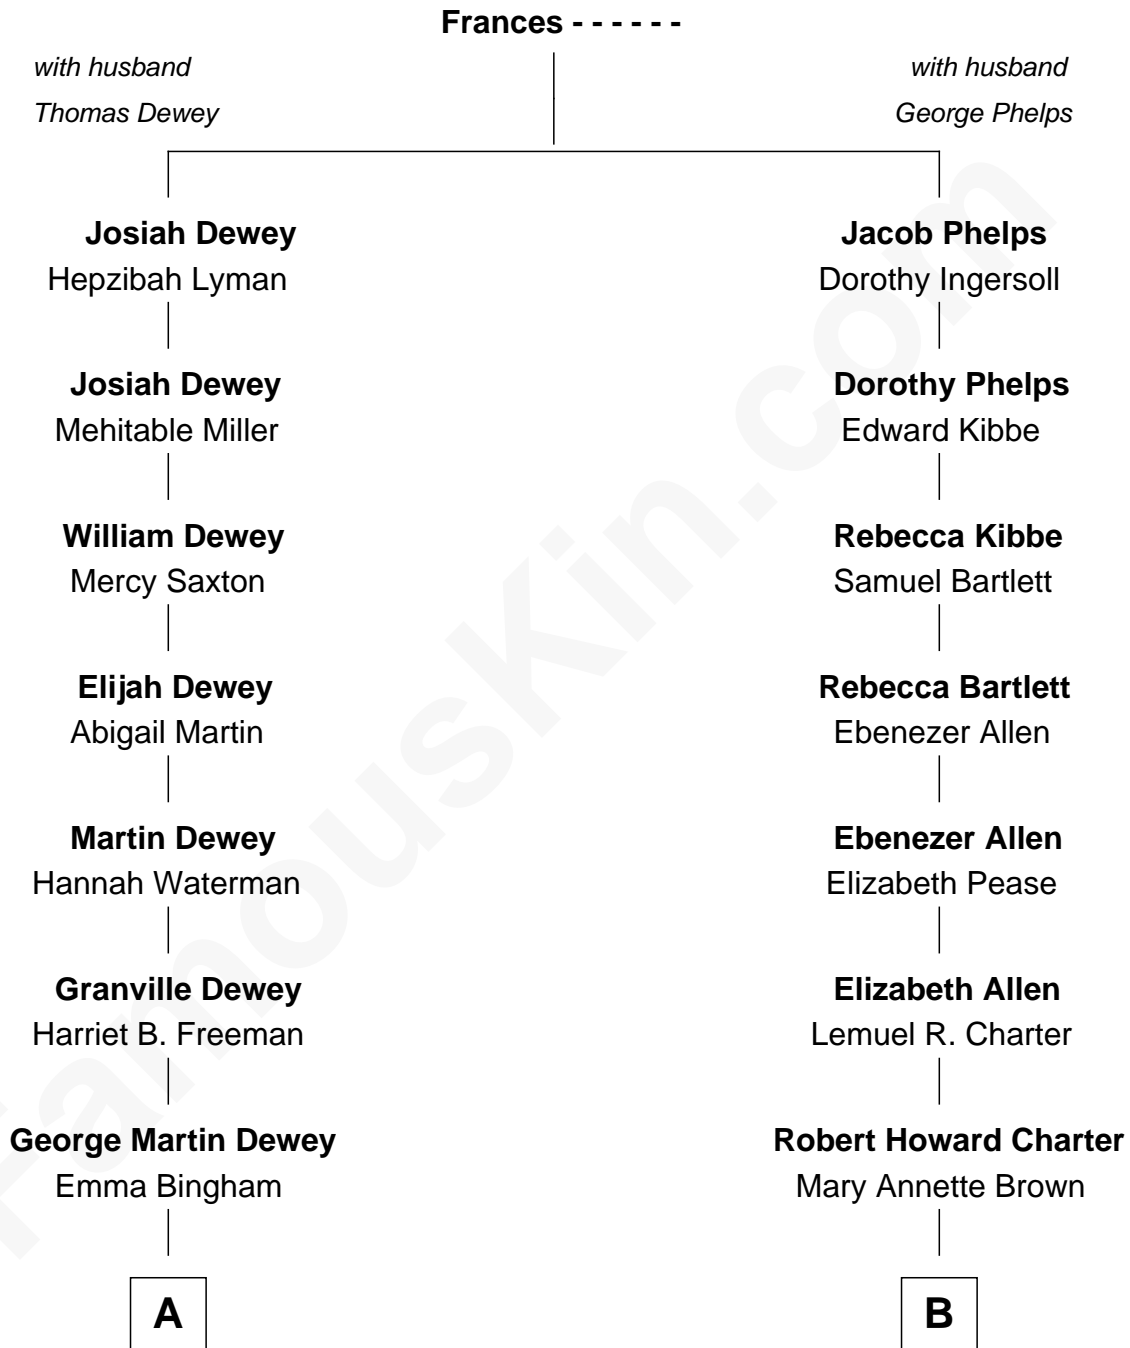 Frances - - - - - -
with husband
Thomas Dewey
with husband
George Phelps
Josiah Dewey
Hepzibah Lyman
Jacob Phelps
Dorothy Ingersoll
Josiah Dewey
Mehitable Miller
Dorothy Phelps
Edward Kibbe
William Dewey
Mercy Saxton
Rebecca Kibbe
Samuel Bartlett
Elijah Dewey
Abigail Martin
Rebecca Bartlett
Ebenezer Allen
Martin Dewey
Hannah Waterman
Ebenezer Allen
Elizabeth Pease
Granville Dewey
Harriet B. Freeman
Elizabeth Allen
Lemuel R. Charter
George Martin Dewey
Emma Bingham
Robert Howard Charter
Mary Annette Brown
A
B
FamousKin.com